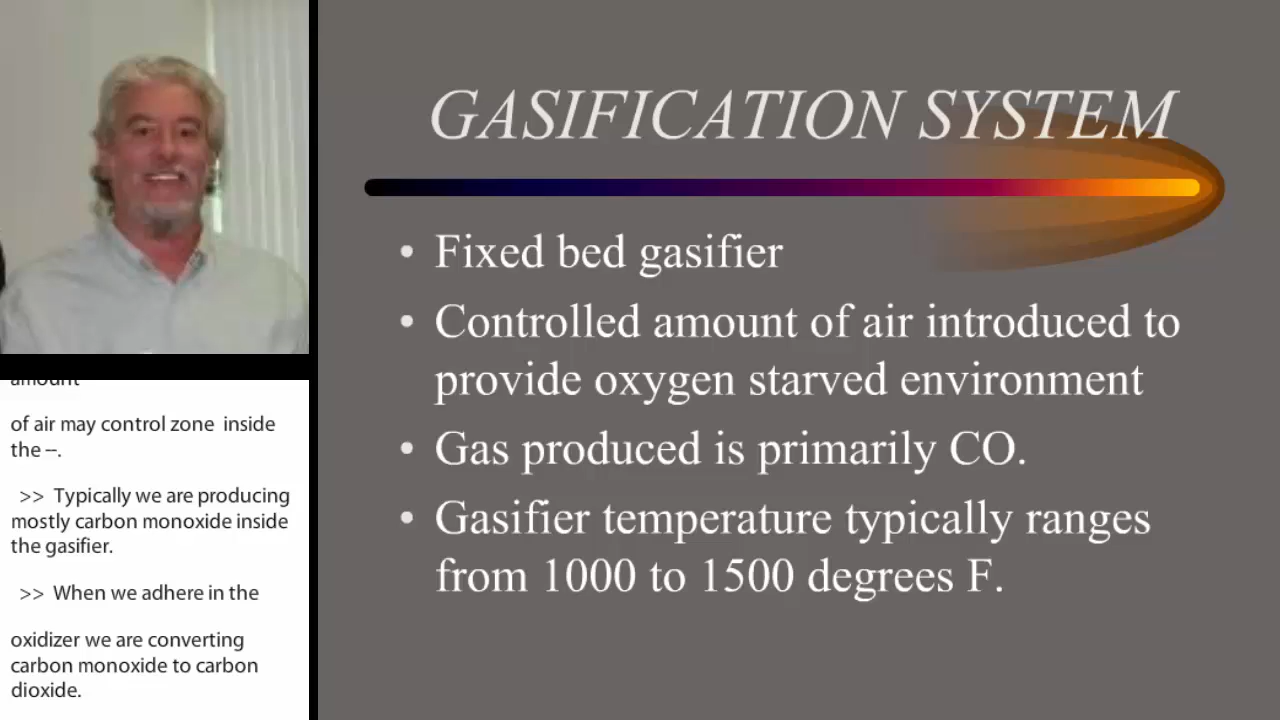 GASIFICATION SYSTEM
• Fixed bed gasifier
• Controlled amount of air introduced to
provide oxygen starved environment
• Gas produced is primarily CO.
• Gasifier temperature typically ranges
from 1000 to 1500 degrees F.
amount
of air may control zone inside
the --.
>> Typically we are producing
mostly carbon monoxide inside
the gasifier.
>> When we adhere in the
oxidizer we are converting
carbon monoxide to carbon
dioxide.